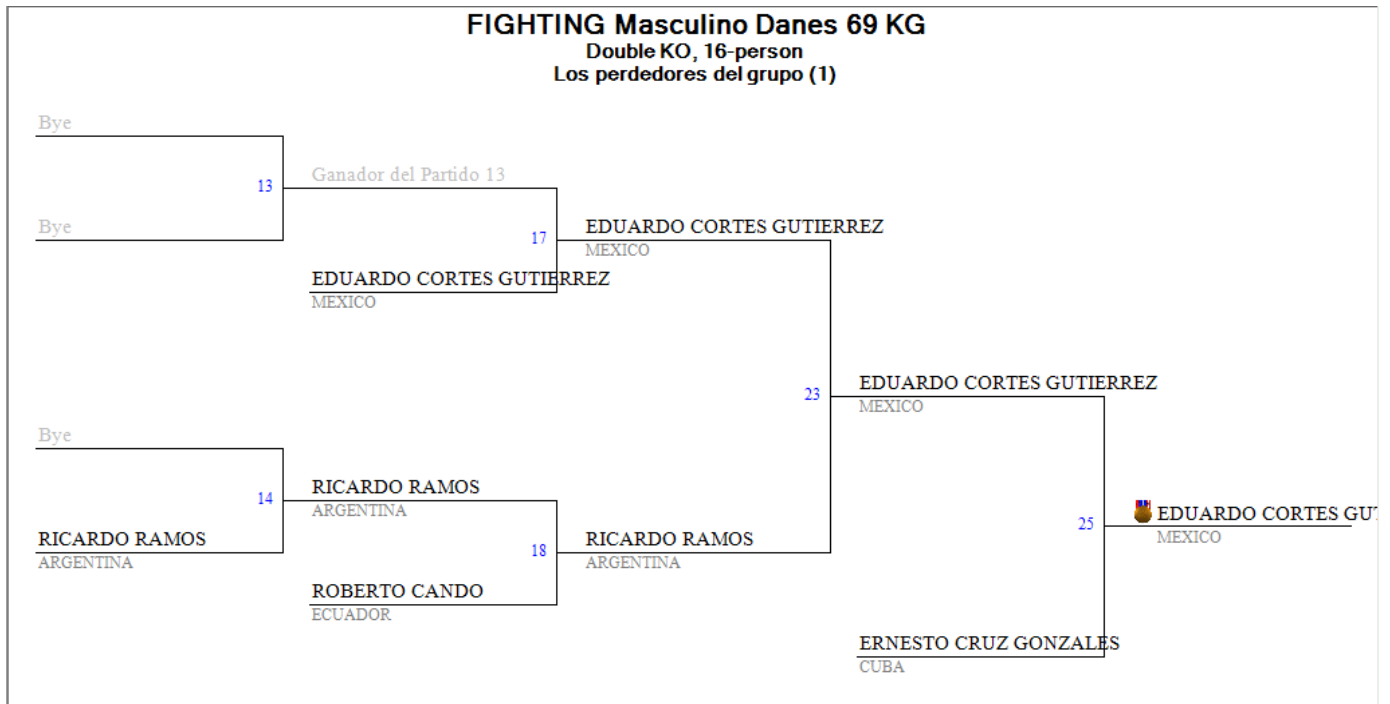 FIGHTING Masculino Danes 69 KG
Double KO, 16-person
Los perdedores del grupo (1)
Bye
13
Ganador del Partido 13
Bye
17
EDUARDO CORTES GUTIERREZ
MEXICO
EDUARDO CORTES GUTIERREZ
MEXICO
23
EDUARDO CORTES GUTIERREZ
MEXICO
Bye
14
RICARDO RAMOS
ARGENTINA
RICARDO RAMOS
ARGENTINA
18
RICARDO RAMOS
ARGENTINA
ROBERTO CANDO
ECUADOR
25
EDUARDO CORTES GUT
MEXICO
ERNESTO CRUZ GONZALES
CUBA